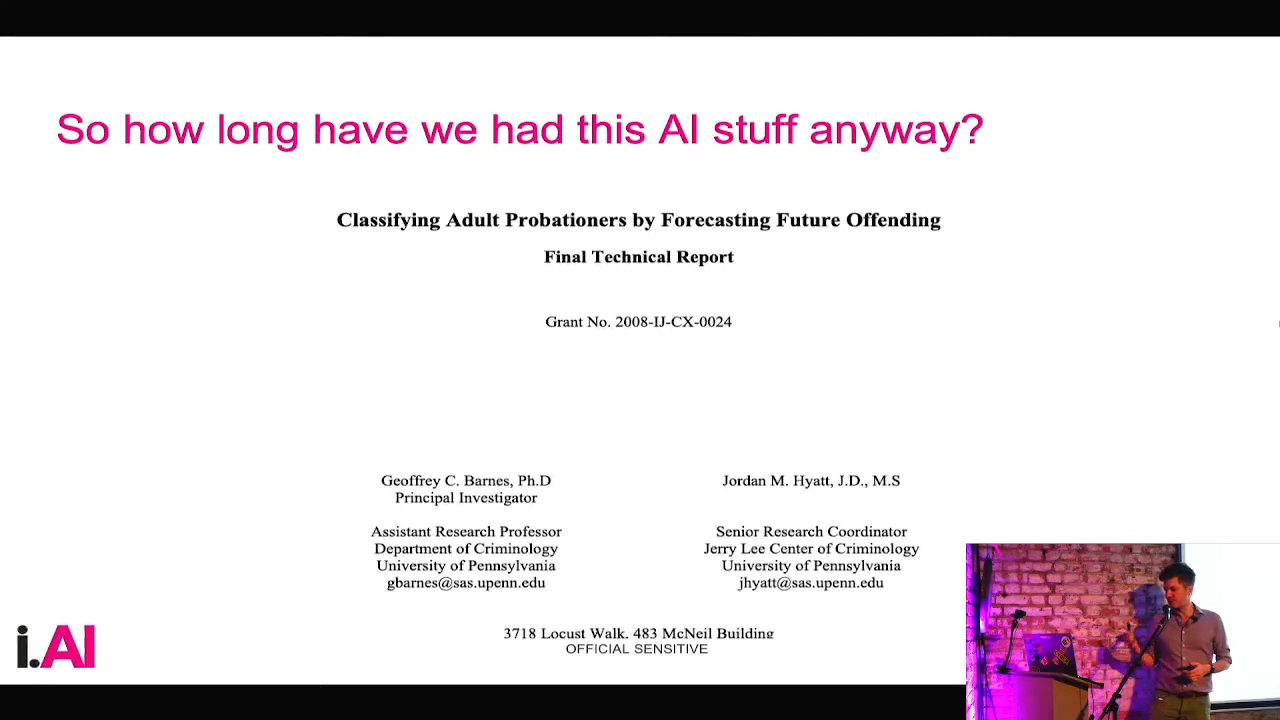 So how long have we had this AI stuff anyway?
Classifying Adult Probationers by Forecasting Future Offending
Final Technical Report
Grant No. 2008-IJ-CX-0024
Geoffrey C. Barnes, Ph.D
Principal Investigator
Jordan M. Hyatt, J.D., M.S
Assistant Research Professor
Department of Criminology
University of Pennsylvania
gbarnes@sas.upenn.edu
Senior Research Coordinator
Jerry Lee Center of Criminology
University of Pennsylvania
jhyatt@sas.upenn.edu
3718 Locust Walk. 483 McNeil Building
OFFICIAL SENSITIVE
i.AI